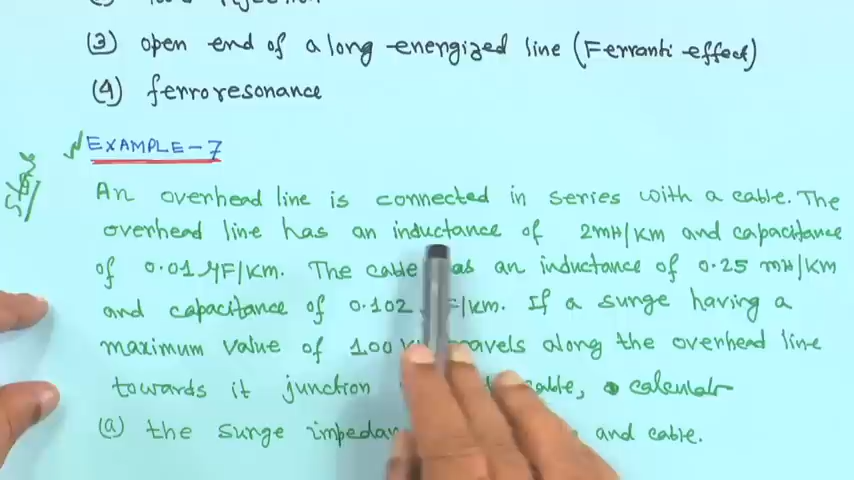 (3) open end of a long energized line (Ferranti effect)
(4) ferroresonance
EXAMPLE-7
An overhead line is connected in series with a cable. The
overhead line has an inductance of 2mH/KM and capacitance
of 0.01 µF/KM. The cable has an inductance of 0.25 mH/KM
and capacitance of 0.102 F/KM. If a surge having a
maximum value of 100 travels along the overhead line
towards it junction cable, calculate
(a) the surge and cable.